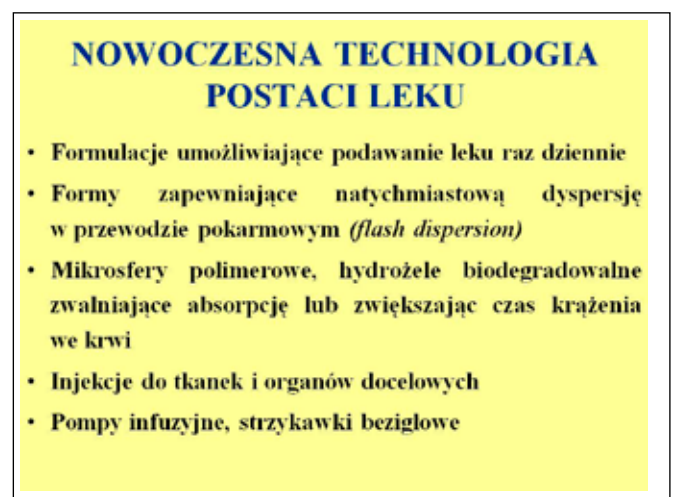 NOWOCZESNA TECHNOLOGIA
POSTACI LEKU
• Formulacje umożliwiające podawanie leku raz dziennie
• Formy zapewniające natychmiastową dyspersję
w przewodzie pokarmowym (flash dispersion)
• Mikrosfery polimerowe, hydrożele biodegradowalne
zwalniające absorpcję lub zwiększając czas krążenia
we krwi
• Injekcje do tkanek i organów docelowych
• Pompy infuzyjne, strzykawki bezigłowe